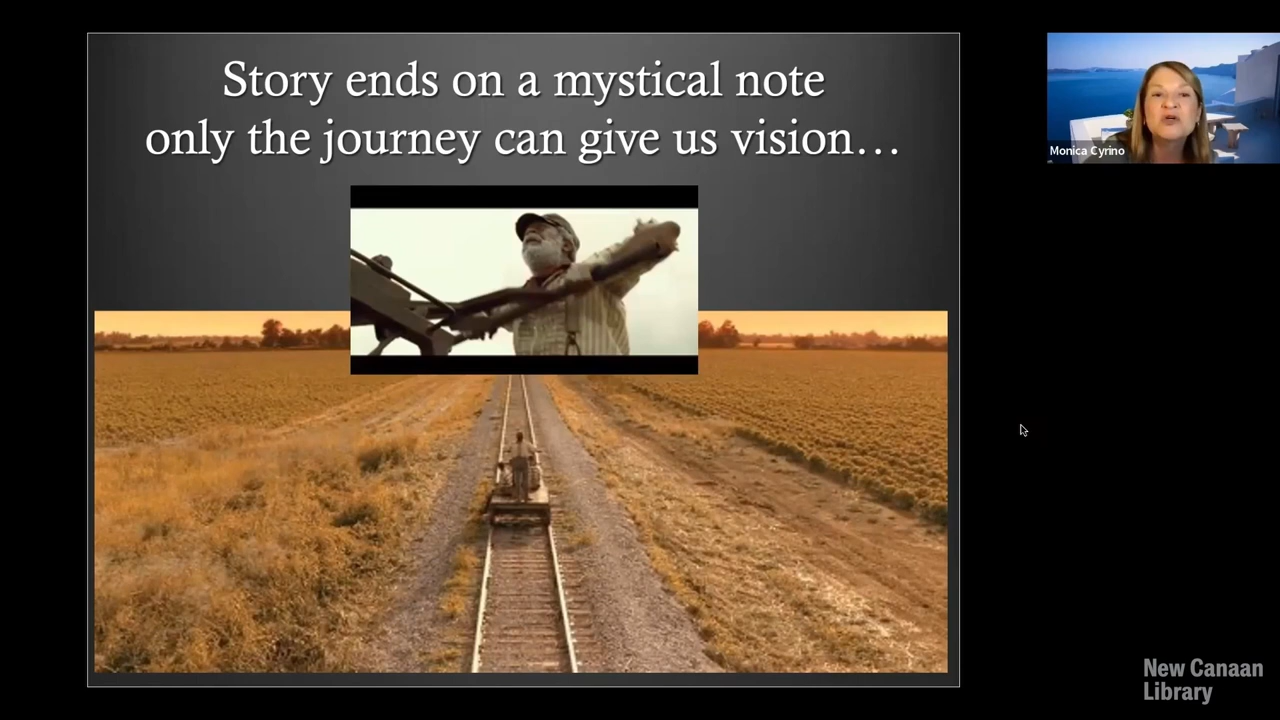 Story ends on a mystical note
only the journey can give us vision…
Monica Cyrino
New Canaan
Library